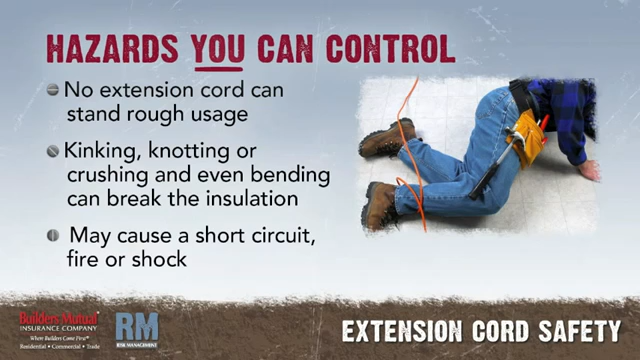 HAZARDS YOU CAN CONTROL
No extension cord can
stand rough usage
Kinking, knotting or
crushing and even bending
can break the insulation
May cause a short circuit,
fire or shock
Builders Mutual
INSURANCE COMPANY
Where Builders Come First®
Residential • Commercial • Trade
RM
RISK MANAGEMENT
EXTENSION CORD SAFETY